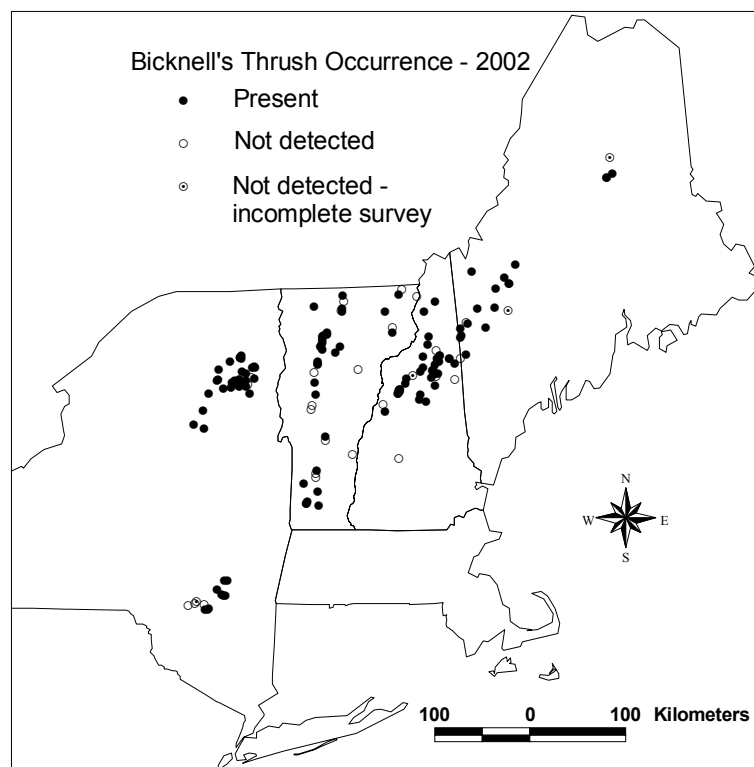 Bicknell's Thrush Occurrence - 2002
Present
Not detected
Not detected -
incomplete survey
N
W E
S
100 0 100 Kilometers